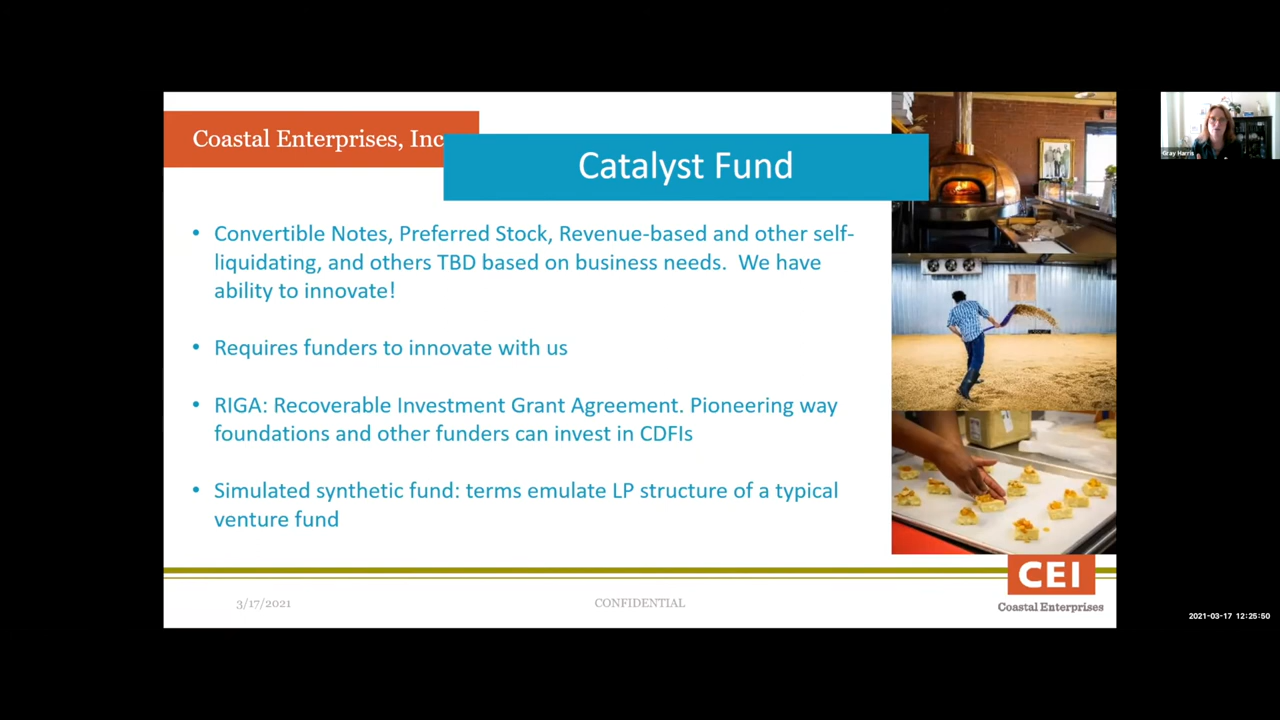 Coastal Enterprises, Inc
Catalyst Fund
• Convertible Notes, Preferred Stock, Revenue-based and other self-
liquidating, and others TBD based on business needs.  We have
ability to innovate!
• Requires funders to innovate with us
• RIGA: Recoverable Investment Grant Agreement. Pioneering way
foundations and other funders can invest in CDFIs
• Simulated synthetic fund: terms emulate LP structure of a typical
venture fund
3/17/2021
CONFIDENTIAL
CEI
Coastal Enterprises
Gray Harris
2021-03-17 12:25:50